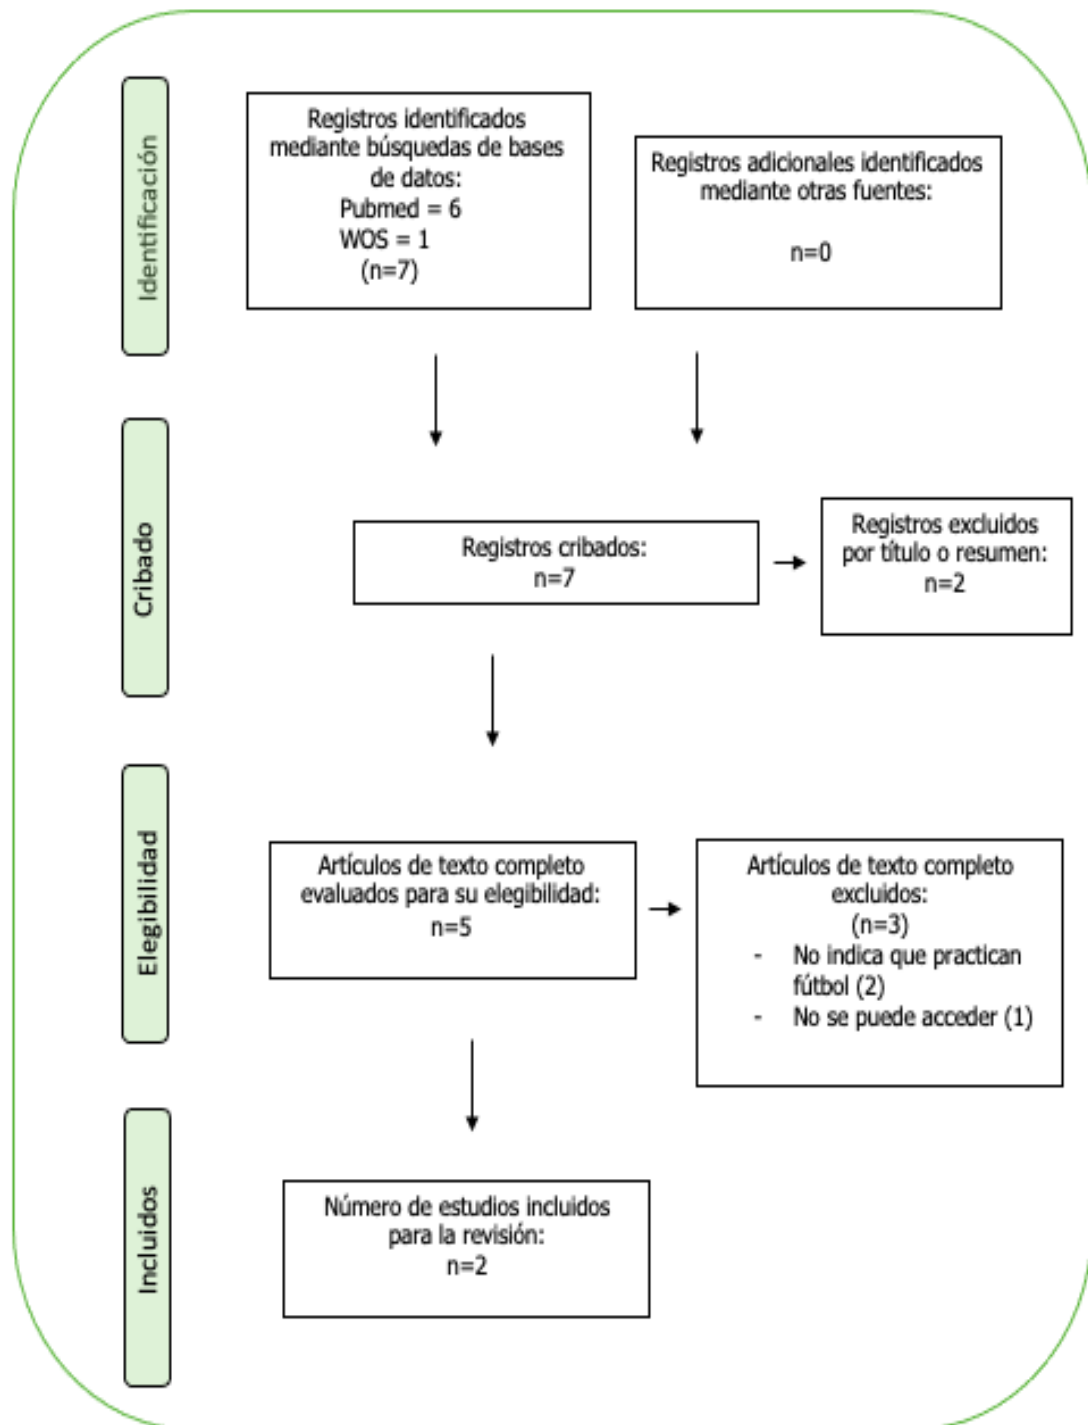 Identificación
Registros identificados
mediante búsquedas de bases
de datos:
Pubmed = 6
WOS = 1
(n=7)
Registros adicionales identificados
mediante otras fuentes:
n=0
Cribado
Registros cribados:
n=7
Registros excluidos
por título o resumen:
n=2
Elegibilidad
Artículos de texto completo
evaluados para su elegibilidad:
n=5
Artículos de texto completo
excluidos:
(n=3)
- No indica que practican
fútbol (2)
- No se puede acceder (1)
Incluidos
Número de estudios incluidos
para la revisión:
n=2